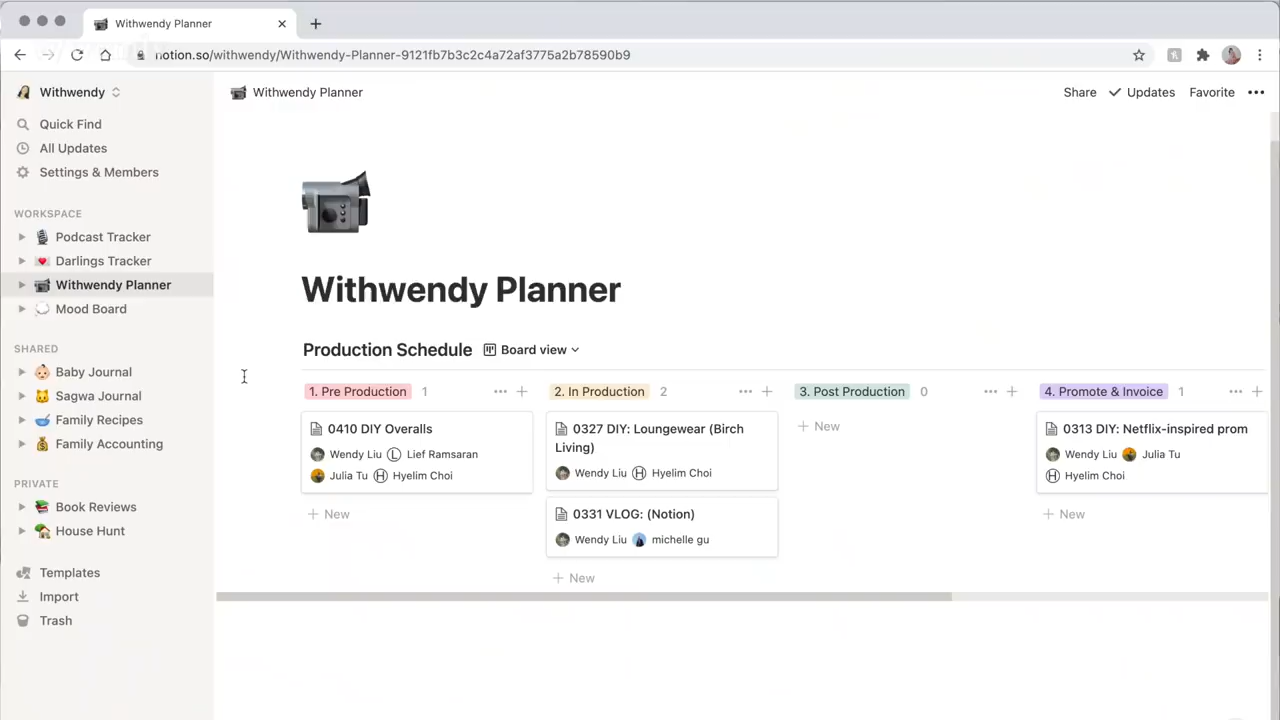 Withwendy Planner
notion.so/withwendy/Withwendy-Planner-9121fb7b3c2c4a72af3775a2b78590b9
Withwendy
Quick Find
All Updates
Settings & Members
WORKSPACE
Podcast Tracker
Darlings Tracker
Withwendy Planner
Mood Board
SHARED
Baby Journal
Sagwa Journal
Family Recipes
Family Accounting
PRIVATE
Book Reviews
House Hunt
Templates
Import
Trash
Withwendy Planner
Share Updates Favorite
Withwendy Planner
Production Schedule Board view
1. Pre Production 1
0410 DIY Overalls
Wendy Liu L Lief Ramsaran
Julia Tu H Hyelim Choi
+ New
2. In Production 2
0327 DIY: Loungewear (Birch
Living)
Wendy Liu H Hyelim Choi
0331 VLOG: (Notion)
Wendy Liu michelle gu
+ New
3. Post Production 0
+ New
4. Promote & Invoice 1
0313 DIY: Netflix-inspired prom
Wendy Liu Julia Tu
H Hyelim Choi
+ New